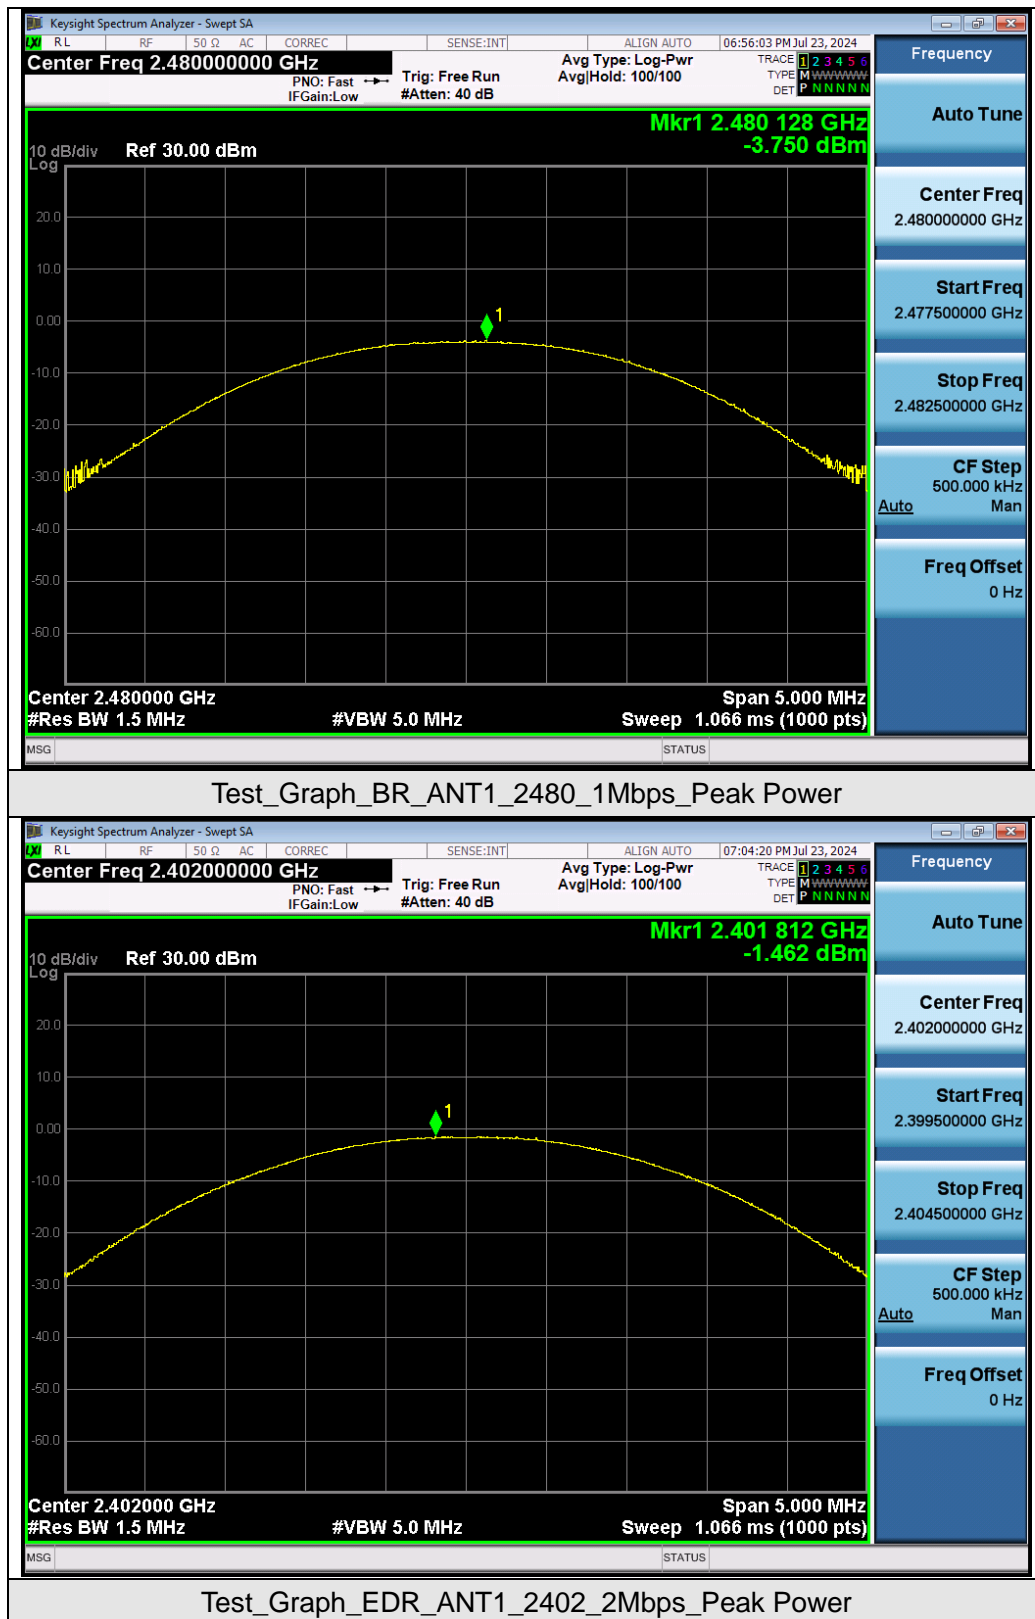 Keysight Spectrum Analyzer - Swept SA
LXI RL RF 50 Ω AC CORREC SENSE:INT ALIGN AUTO 06:56:03 PM Jul 23, 2024
Center Freq 2.480000000 GHz
PNO: Fast
IFGain:Low
Trig: Free Run
#Atten: 40 dB
Avg Type: Log-Pwr
Avg|Hold: 100/100
TRACE 1 2 3 4 5 6
TYPE M WWWWW
DET P N N N N N
Mkr1 2.480 128 GHz
-3.750 dBm
10 dB/div Ref 30.00 dBm
Log
20.0
10.0
0.00
1
-10.0
-20.0
-30.0
-40.0
-50.0
-60.0
Center 2.480000 GHz Span 5.000 MHz
#Res BW 1.5 MHz #VBW 5.0 MHz Sweep 1.066 ms (1000 pts)
MSG STATUS
Frequency
Auto Tune
Center Freq
2.480000000 GHz
Start Freq
2.477500000 GHz
Stop Freq
2.482500000 GHz
CF Step
500.000 kHz
Auto Man
Freq Offset
0 Hz
Test_Graph_BR_ANT1_2480_1Mbps_Peak Power
Keysight Spectrum Analyzer - Swept SA
LXI RL RF 50 Ω AC CORREC SENSE:INT ALIGN AUTO 07:04:20 PM Jul 23, 2024
Center Freq 2.402000000 GHz
PNO: Fast
IFGain:Low
Trig: Free Run
#Atten: 40 dB
Avg Type: Log-Pwr
Avg|Hold: 100/100
TRACE 1 2 3 4 5 6
TYPE M WWWWW
DET P N N N N N
Mkr1 2.401 812 GHz
-1.462 dBm
10 dB/div Ref 30.00 dBm
Log
20.0
10.0
0.00
1
-10.0
-20.0
-30.0
-40.0
-50.0
-60.0
Center 2.402000 GHz Span 5.000 MHz
#Res BW 1.5 MHz #VBW 5.0 MHz Sweep 1.066 ms (1000 pts)
MSG STATUS
Frequency
Auto Tune
Center Freq
2.402000000 GHz
Start Freq
2.399500000 GHz
Stop Freq
2.404500000 GHz
CF Step
500.000 kHz
Auto Man
Freq Offset
0 Hz
Test_Graph_EDR_ANT1_2402_2Mbps_Peak Power